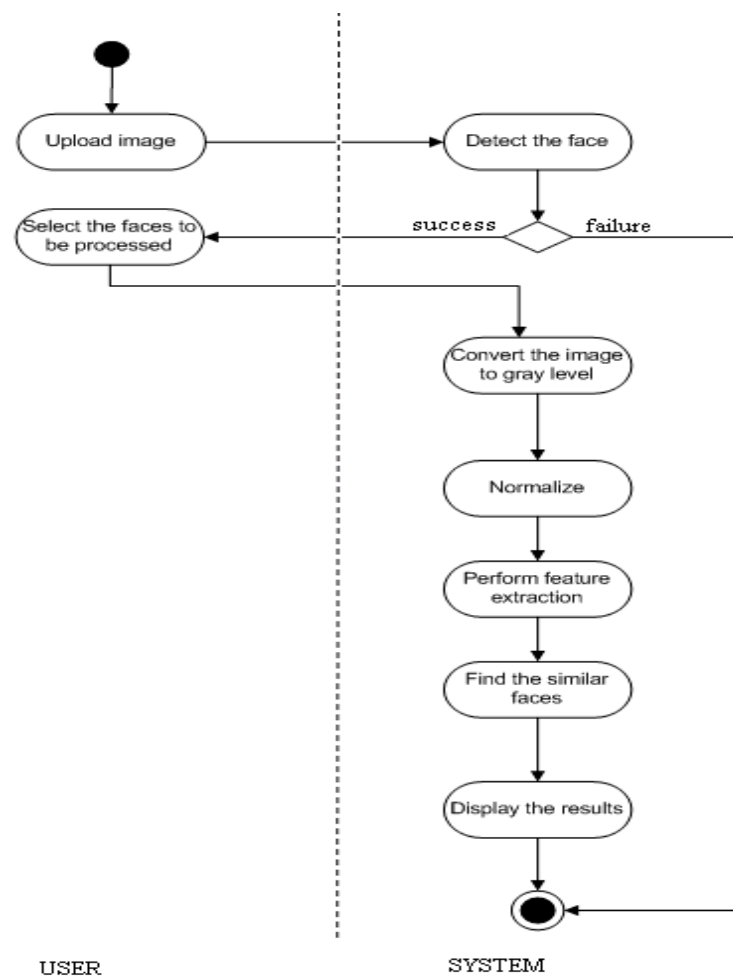 Upload image
Detect the face
Select the faces to
be processed
success
failure
Convert the image
to gray level
Normalize
Perform feature
extraction
Find the similar
faces
Display the results
USER
SYSTEM